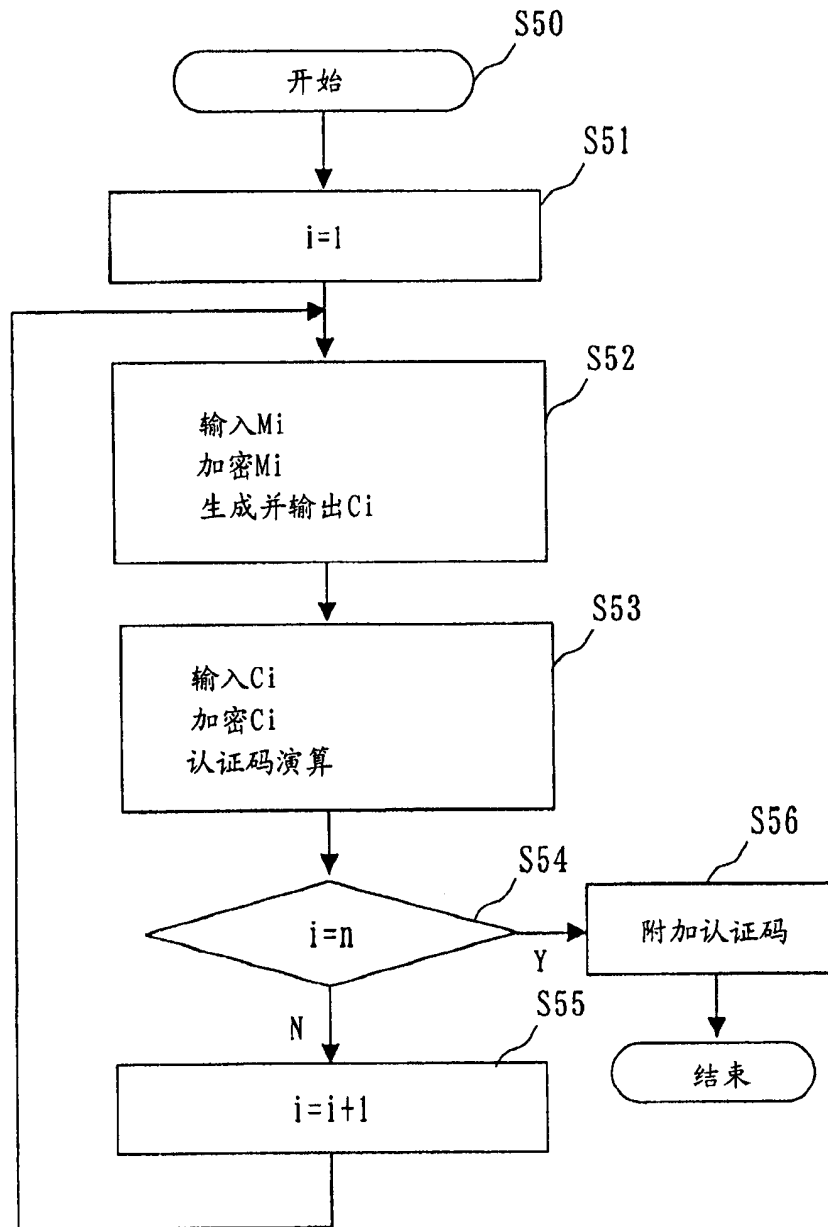 S50
开始
S51
i=1
S52
输入Mi
加密Mi
生成并输出Ci
S53
输入Ci
加密Ci
认证码演算
S54
i=n
Y
N
S56
附加认证码
结束
S55
i=i+1